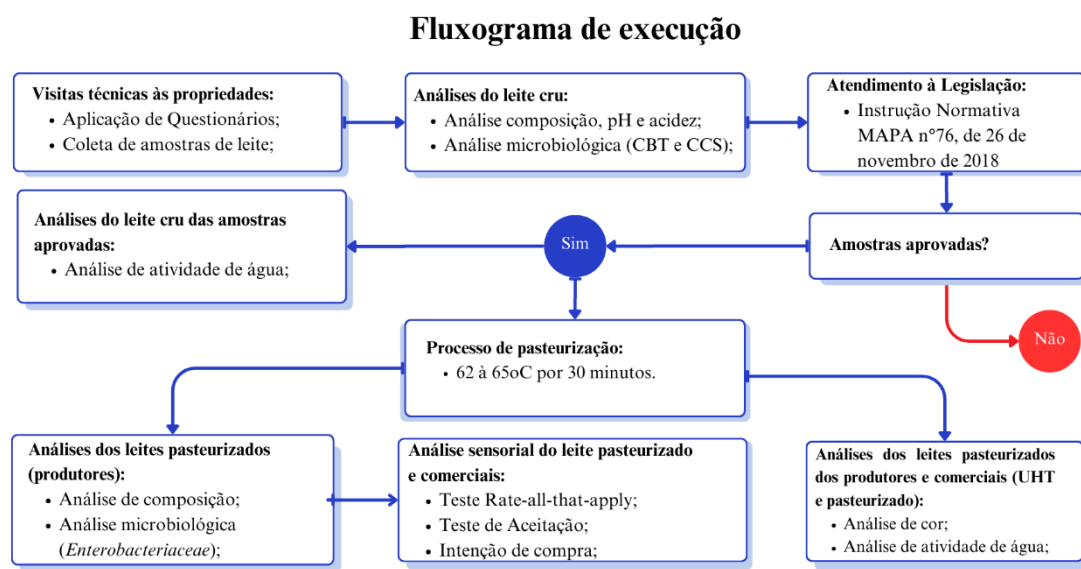 Fluxograma de execução
Visitas técnicas às propriedades:
• Aplicação de Questionários;
• Coleta de amostras de leite;
Análises do leite cru:
• Análise composição, pH e acidez;
• Análise microbiológica (CBT e CCS);
Atendimento à Legislação:
• Instrução Normativa
MAPA n°76, de 26 de
novembro de 2018
Análises do leite cru das amostras
aprovadas:
• Análise de atividade de água;
Sim
Amostras aprovadas?
Não
Processo de pasteurização:
• 62 à 65oC por 30 minutos.
Análises dos leites pasteurizados
(produtores):
• Análise de composição;
• Análise microbiológica
(Enterobacteriaceae);
Análise sensorial do leite pasteurizado
e comerciais:
• Teste Rate-all-that-apply;
• Teste de Aceitação;
• Intenção de compra;
Análises dos leites pasteurizados
dos produtores e comerciais (UHT
e pasteurizado):
• Análise de cor;
• Análise de atividade de água;